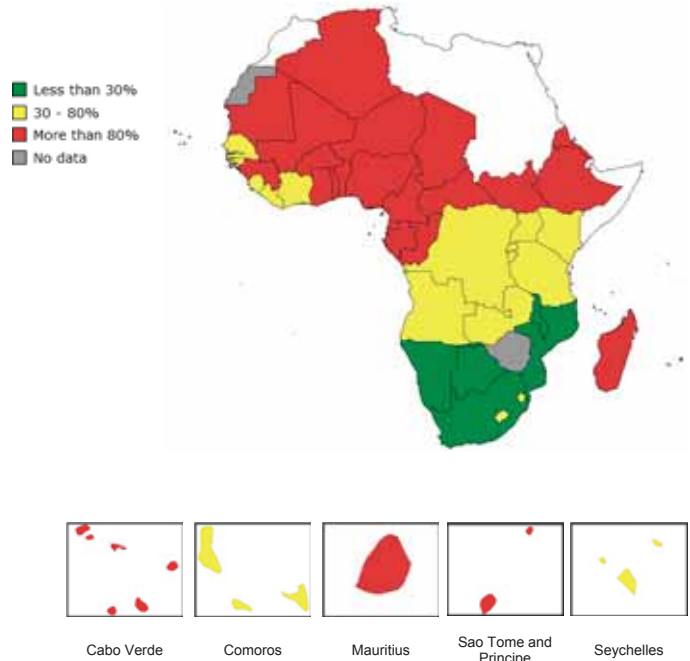 Less than 30%
30 - 80%
More than 80%
No data
Cabo Verde
Comoros
Mauritius
Sao Tome and
Principe
Seychelles